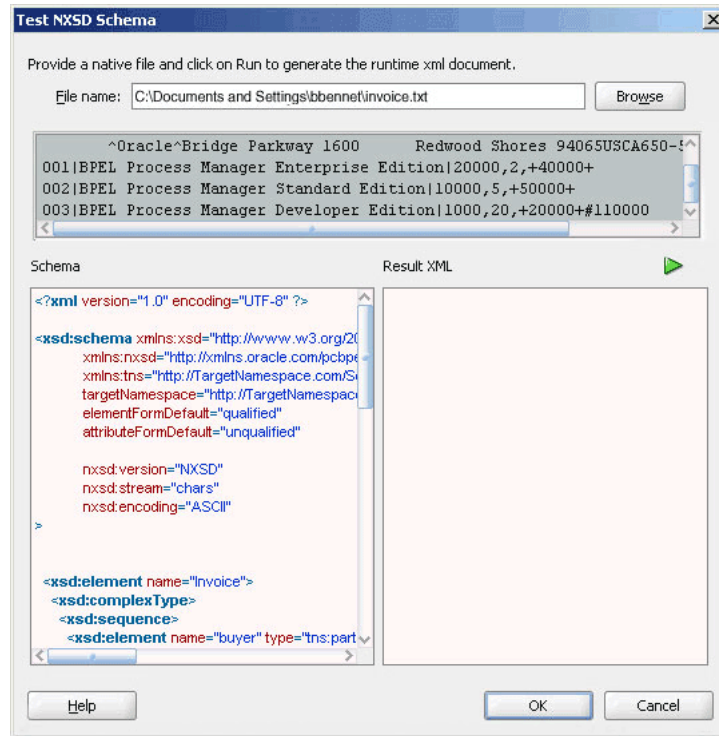 Test NXSD Schema
Provide a native file and click on Run to generate the runtime xml document.
File name: C:\Documents and Settings\bbennet\invoice.txt Browse
^Oracle^Bridge Parkway 1600 Redwood Shores 94065USCA650-5
001|BPEL Process Manager Enterprise Edition|20000,2,+40000+
002|BPEL Process Manager Standard Edition|10000,5,+50000+
003|BPEL Process Manager Developer Edition|1000,20,+20000+#110000
Schema Result XML
<?xml version="1.0" encoding="UTF-8" ?>
<xsd:schema xmlns:xsd="http://www.w3.org/20
xmlns:nxsd="http://xmlns.oracle.com/pcbpe
xmlns:tns="http://TargetNamespace.com/Se
targetNamespace="http://TargetNamespac
elementFormDefault="qualified"
attributeFormDefault="unqualified"
nxsd:version="NXSD"
nxsd:stream="chars"
nxsd:encoding="ASCII"
>
<xsd:element name="Invoice">
<xsd:complexType>
<xsd:sequence>
<xsd:element name="buyer" type="tns:part
Help OK Cancel